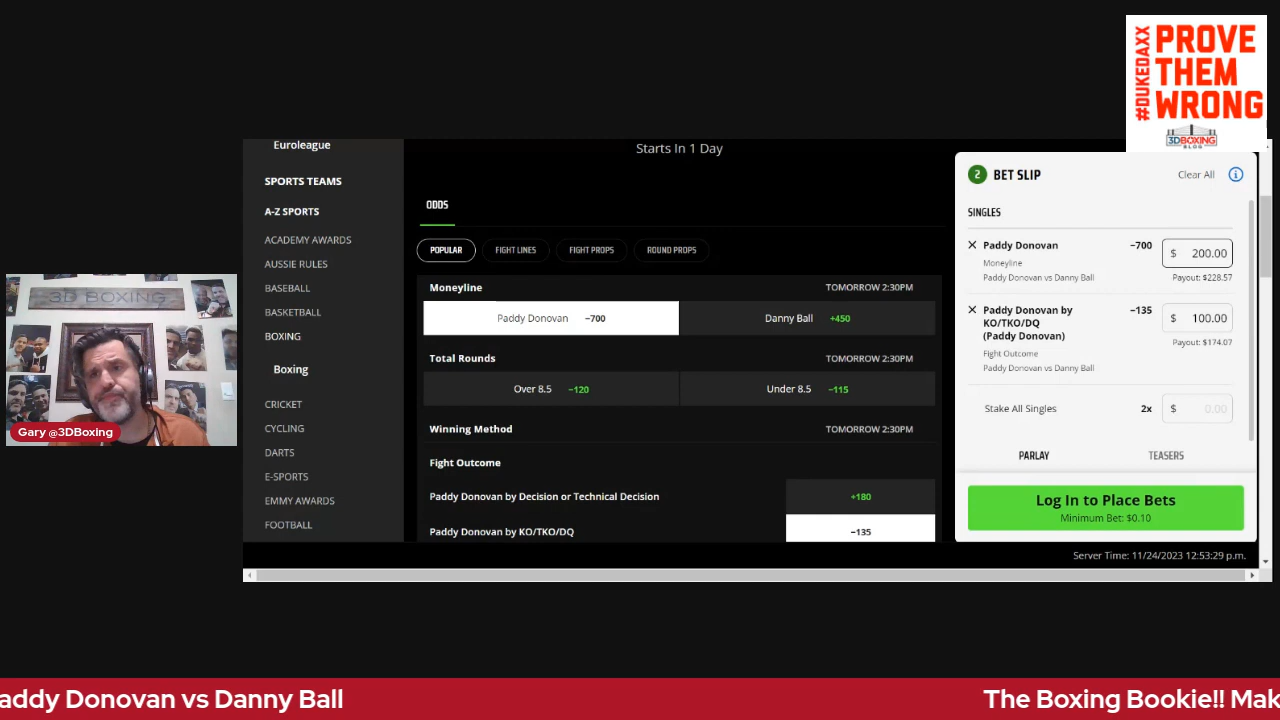 #DUKEDAXX
PROVE
THEM
WRONG
3DBOXING
BLOG
3D BOXING
Gary @3DBoxing
Euroleague
SPORTS TEAMS
A-Z SPORTS
ACADEMY AWARDS
AUSSIE RULES
BASEBALL
BASKETBALL
BOXING
Boxing
CRICKET
CYCLING
DARTS
E-SPORTS
EMMY AWARDS
FOOTBALL
Starts In 1 Day
ODDS
POPULAR FIGHT LINES FIGHT PROPS ROUND PROPS
Moneyline TOMORROW 2:30PM
Paddy Donovan −700 Danny Ball +450
Total Rounds TOMORROW 2:30PM
Over 8.5 −120 Under 8.5 −115
Winning Method TOMORROW 2:30PM
Fight Outcome
Paddy Donovan by Decision or Technical Decision +180
Paddy Donovan by KO/TKO/DQ −135
2 BET SLIP Clear All i
SINGLES
Paddy Donovan −700 $ 200.00
Moneyline
Paddy Donovan vs Danny Ball Payout: $228.57
Paddy Donovan by −135 $ 100.00
KO/TKO/DQ
(Paddy Donovan) Payout: $174.07
Fight Outcome
Paddy Donovan vs Danny Ball
Stake All Singles 2x $ 0.00
PARLAY TEASERS
Log In to Place Bets
Minimum Bet: $0.10
Server Time: 11/24/2023 12:53:29 p.m.
addy Donovan vs Danny Ball The Boxing Bookie!! Mak